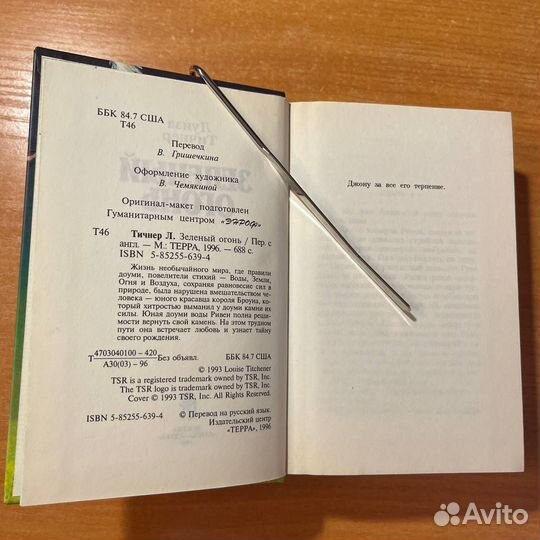 ББК 84.7 США
Т46
Перевод
В. Гришечкина
Оформление художника
В. Чемякиной
Оригинал-макет подготовлен
Гуманитарным центром «ЭНРОФ»
Т46 Тичнер Л. Зеленый огонь / Пер. с
англ. — М.: ТЕРРА, 1996. — 688 с.
ISBN 5-85255-639-4
Жизнь необычайного мира, где правили
доуми, повелители стихий — Воды, Земли,
Огня и Воздуха, сохраняя равновесие сил в
природе, была нарушена вмешательством че-
ловека — юного красавца короля Броуна, ко-
торый хитростью выманил у доуми камни их
силы. Юная доуми воды Ривен полна реши-
мости вернуть свой камень. На этом трудном
пути она встречает любовь и узнает тайну
своего рождения.
Т 4703040100 – 420
А30(03) – 96
Без объявл.
ББК 84.7 США
© 1993 Louise Titchener
TSR is a registered trademark owned by TSR, Inc.
The TSR logo is trademark owned by TSR, Inc.
Cover © 1993 TSR, Inc.
ISBN 5-85255-639-4
© Перевод на русский язык.
Издательский центр
«ТЕРРА», 1996
Джону за все его терпение.
Луиза
Тичнер
ЗЕЛЕНЫЙ
ОГОНЬ
Avito